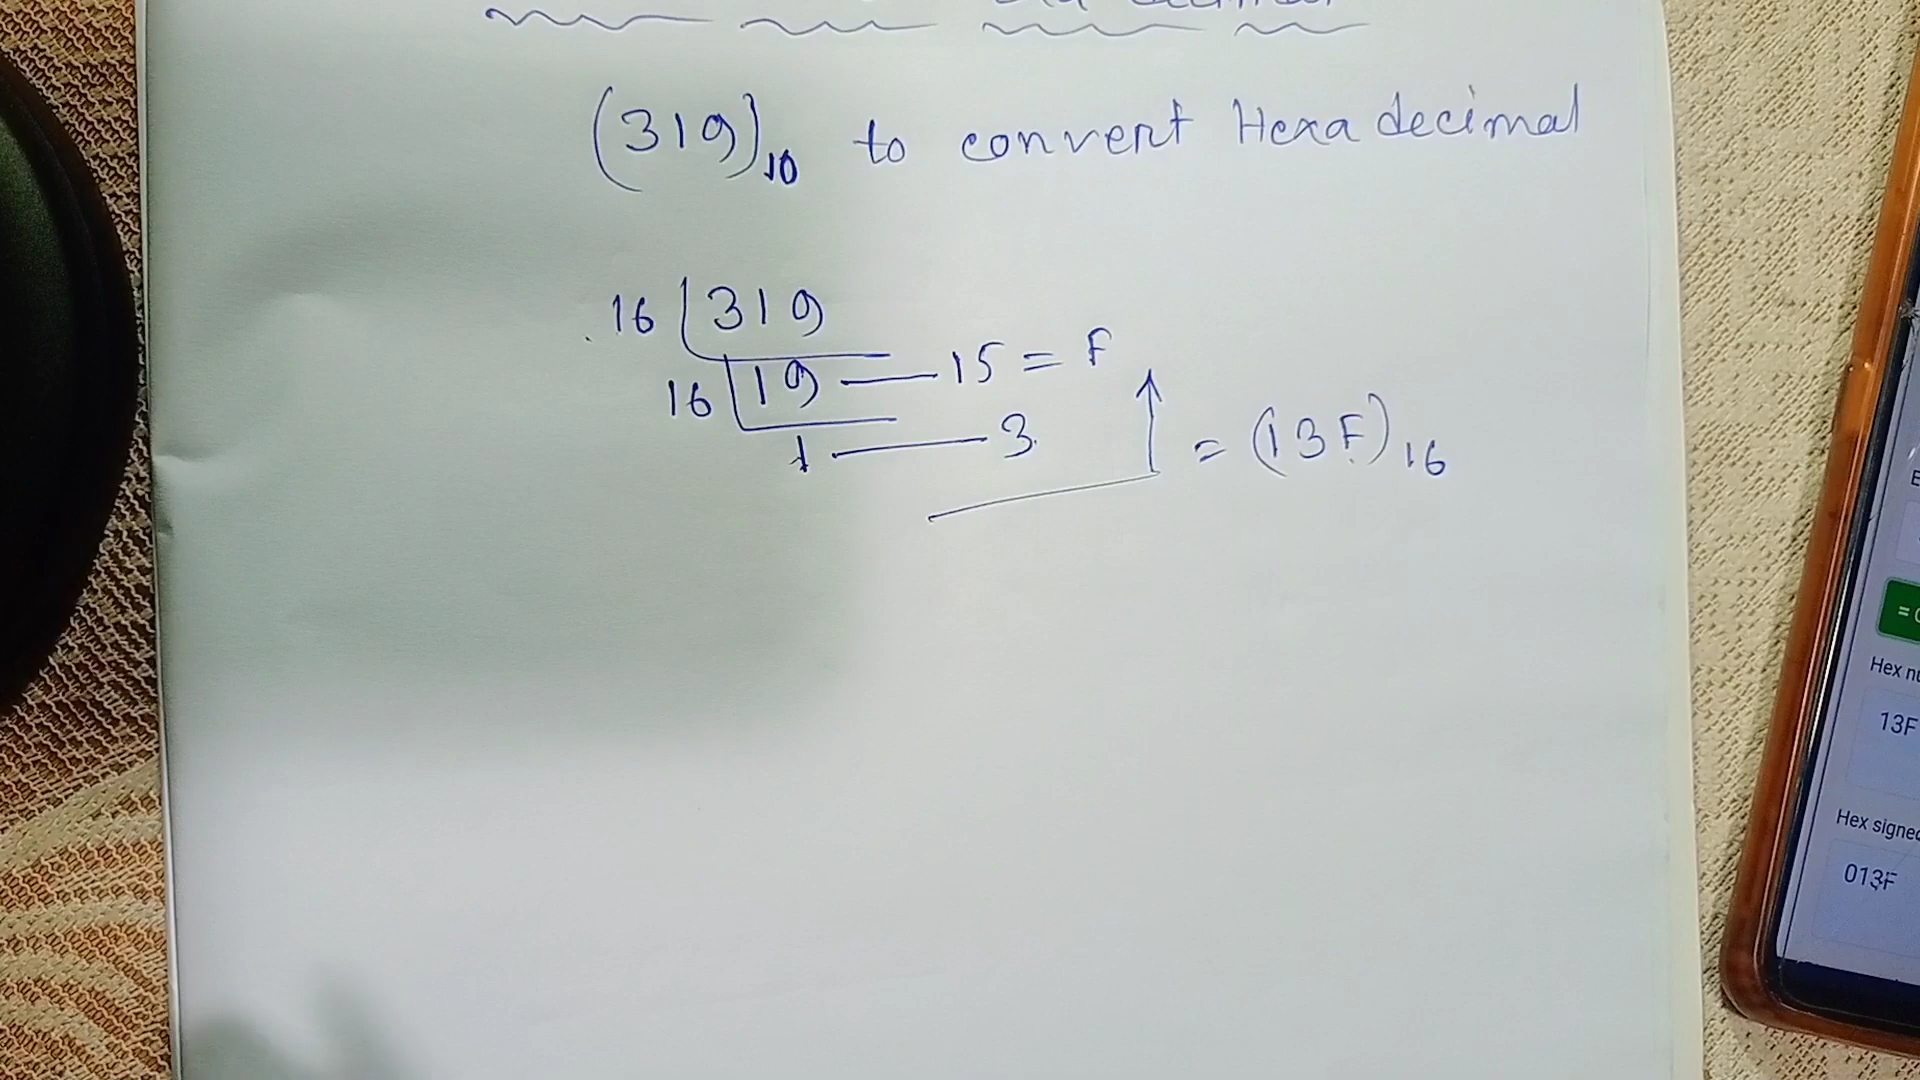 (319)10 to convert Hexa decimal
16 | 319
16 | 19 — 15 = F
1 — 3
= (13F)16
Hex
13F
Hex
013F